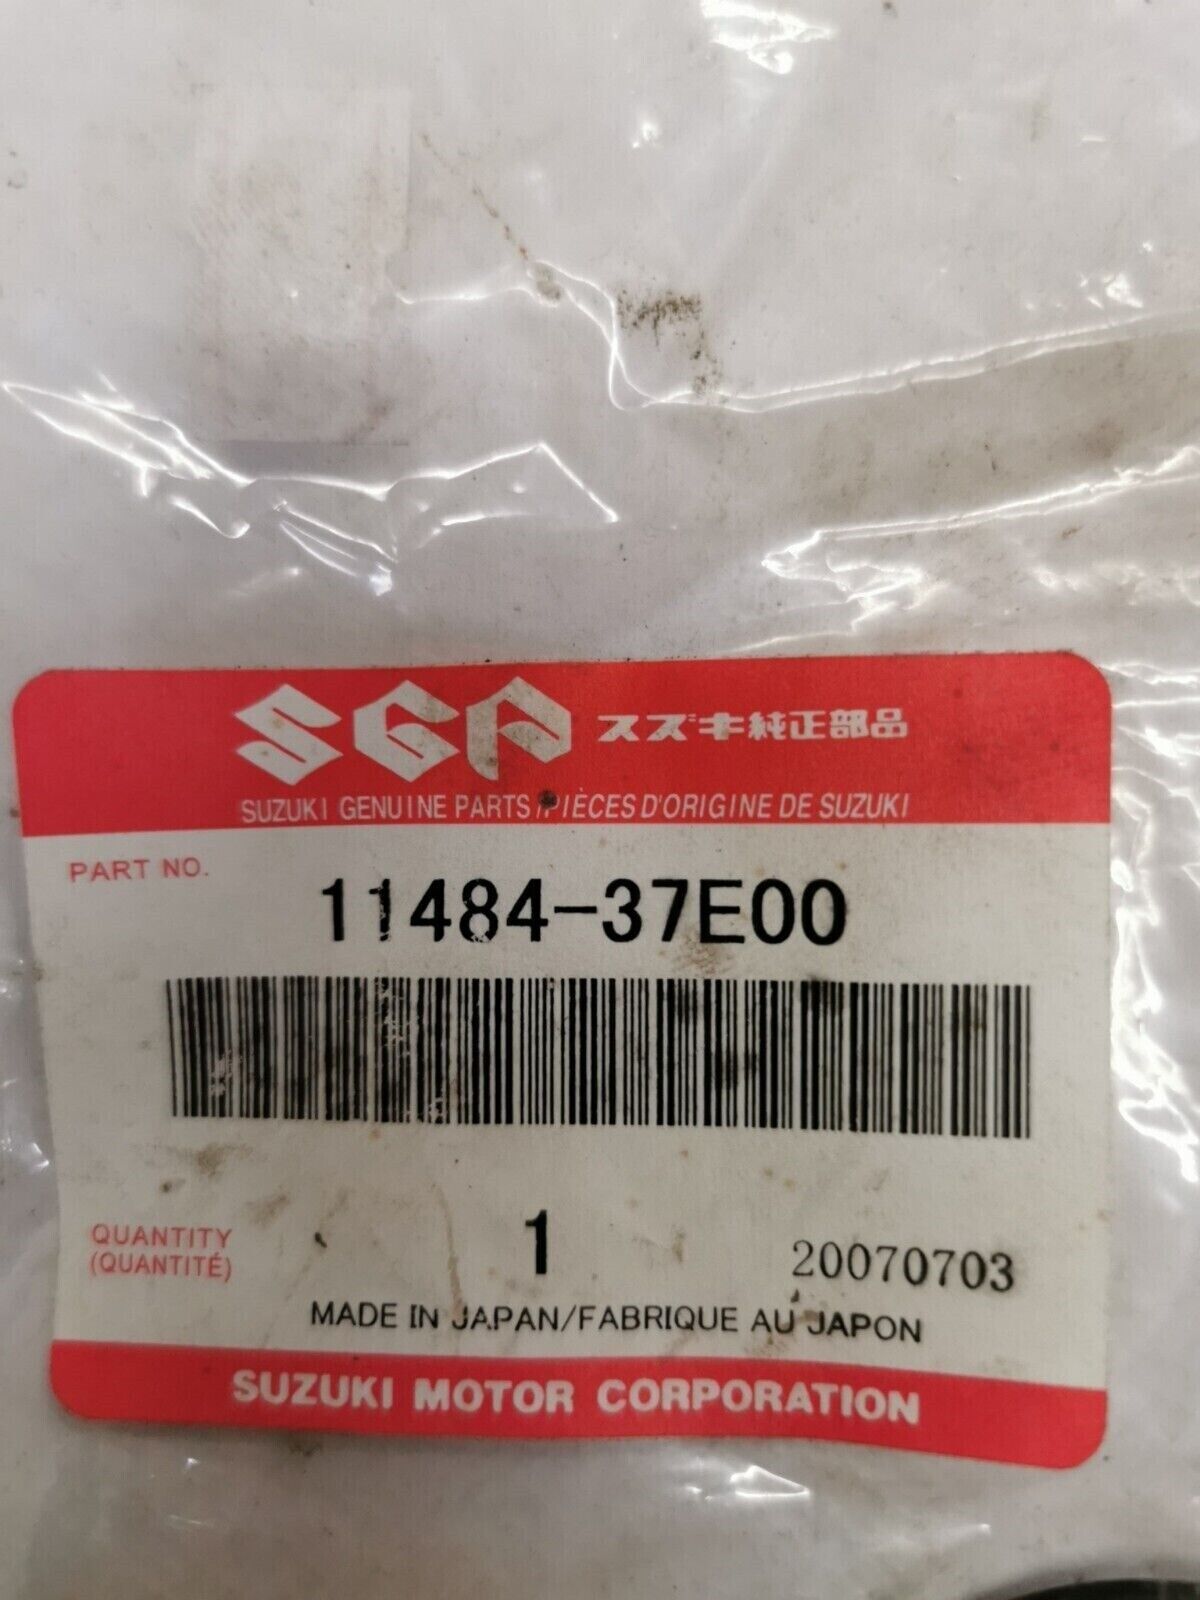 SGP スズキ純正部品
SUZUKI GENUINE PARTS/PIÈCES D'ORIGINE DE SUZUKI
PART NO.
11484-37E00
QUANTITY
(QUANTITÉ)
1
20070703
MADE IN JAPAN/FABRIQUE AU JAPON
SUZUKI MOTOR CORPORATION